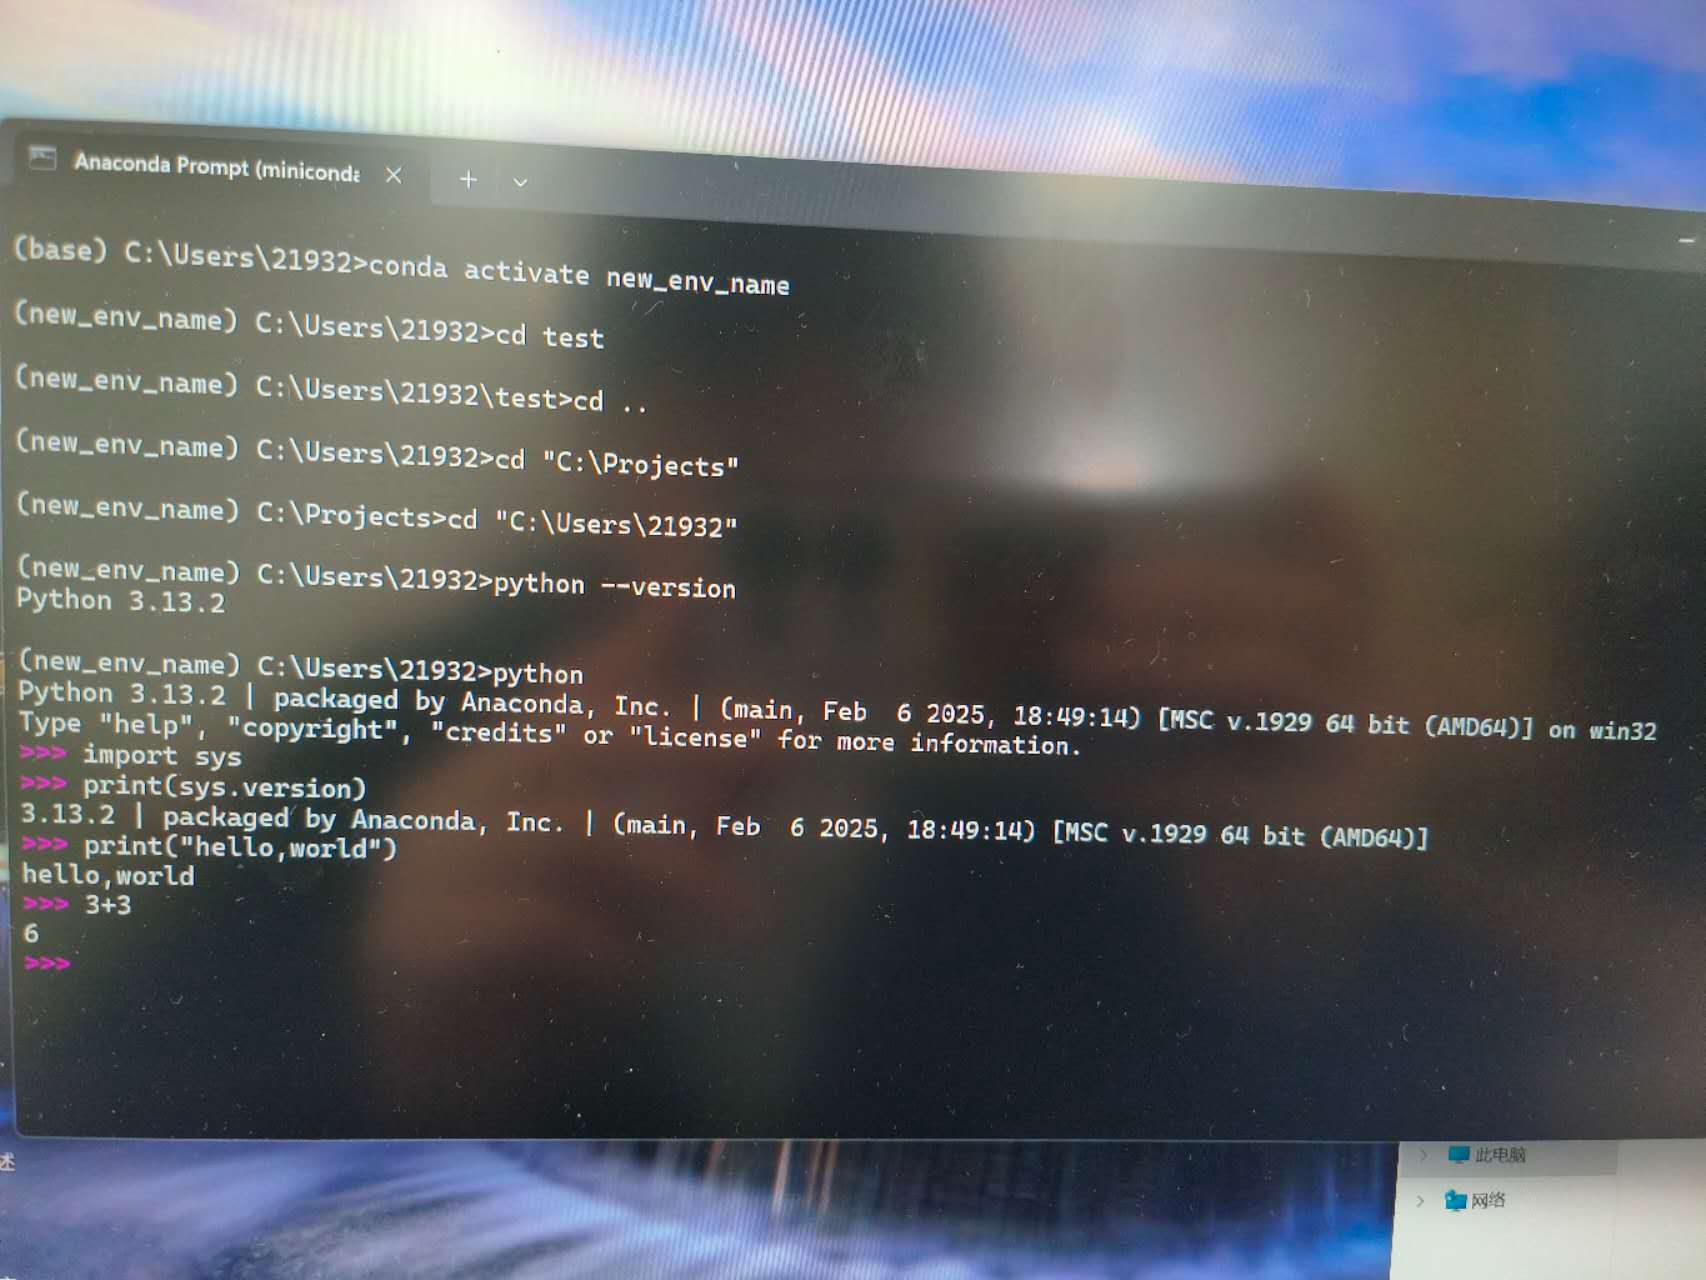 Anaconda Prompt (miniconda
(base) C:\Users\21932>conda activate new_env_name
(new_env_name) C:\Users\21932>cd test
(new_env_name) C:\Users\21932\test>cd ..
(new_env_name) C:\Users\21932>cd "C:\Projects"
(new_env_name) C:\Projects>cd "C:\Users\21932"
(new_env_name) C:\Users\21932>python --version
Python 3.13.2
(new_env_name) C:\Users\21932>python
Python 3.13.2 | packaged by Anaconda, Inc. | (main, Feb  6 2025, 18:49:14) [MSC v.1929 64 bit (AMD64)] on win32
Type "help", "copyright", "credits" or "license" for more information.
>>> import sys
>>> print(sys.version)
3.13.2 | packaged by Anaconda, Inc. | (main, Feb  6 2025, 18:49:14) [MSC v.1929 64 bit (AMD64)]
>>> print("hello,world")
hello,world
>>> 3+3
6
>>>
述
此电脑
网络